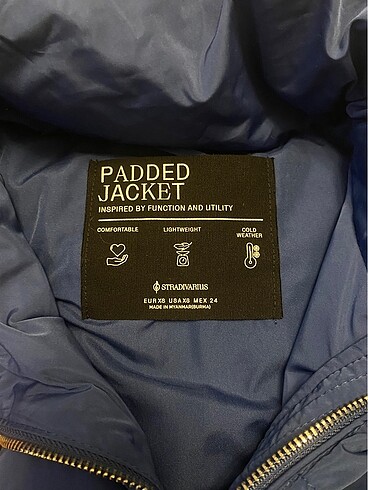 PADDED
JACKET
INSPIRED BY FUNCTION AND UTILITY
COMFORTABLE LIGHTWEIGHT COLD WEATHER
STRADIVARIUS
EUR XS USA XS MEX 24
MADE IN MYANMAR(BURMA)